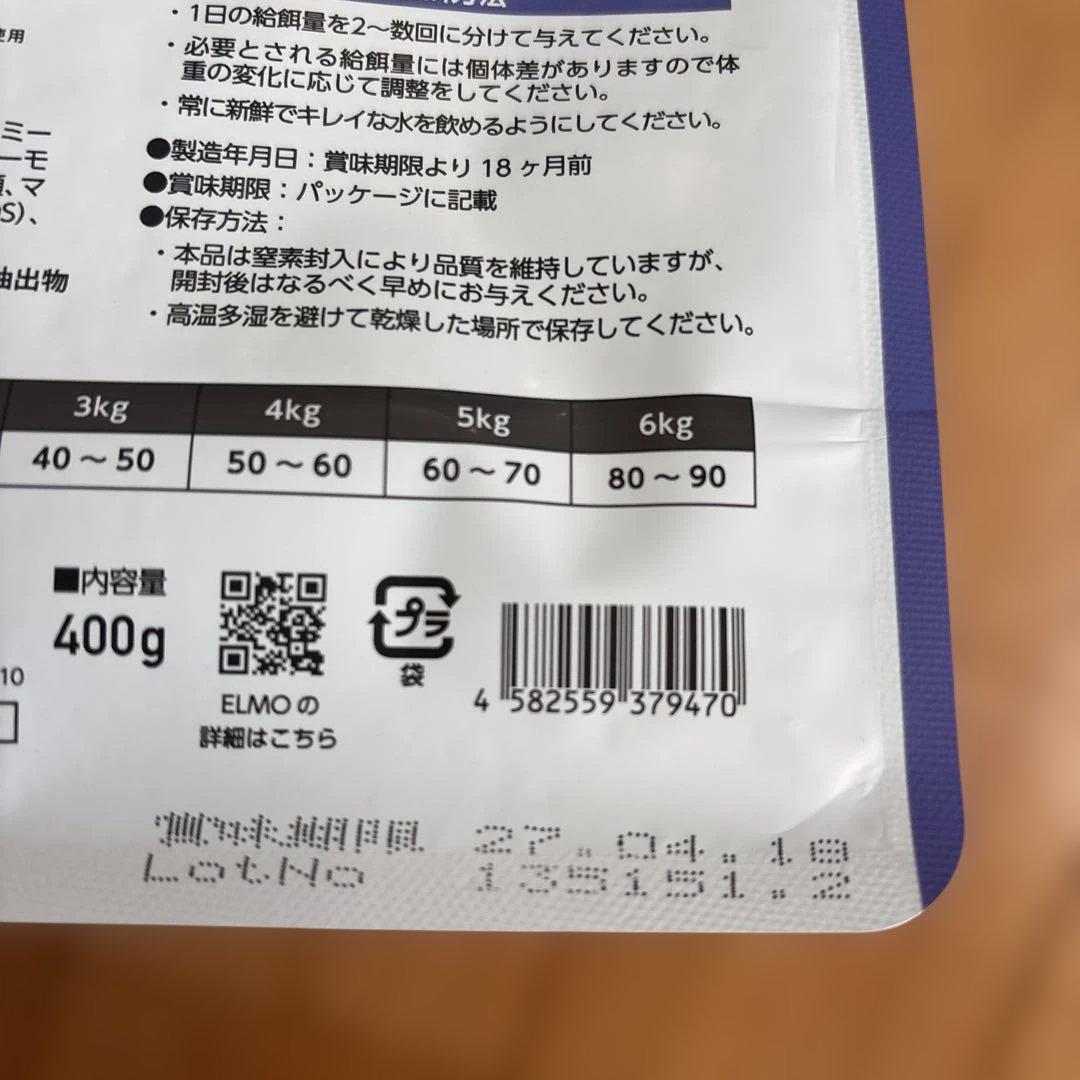 ・1日の給餌量を2〜数回に分けて与えてください。
使用
・必要とされる給餌量には個体差がありますので体
重の変化に応じて調整をしてください。
・常に新鮮でキレイな水を飲めるようにしてください。
ミー
ーモ
、マ
S)、
抽出物
●製造年月日：賞味期限より 18 ヶ月前
●賞味期限：パッケージに記載
●保存方法：
・本品は窒素封入により品質を維持していますが、
開封後はなるべく早めにお与えください。
・高温多湿を避けて乾燥した場所で保存してください。
3kg 4kg 5kg 6kg
40〜50 50〜60 60〜70 80〜90
■内容量
400g
10
ELMOの
詳細はこちら
プラ
袋
4 582559 379470
賞味期限 27.04.18
LotNo 135151.2